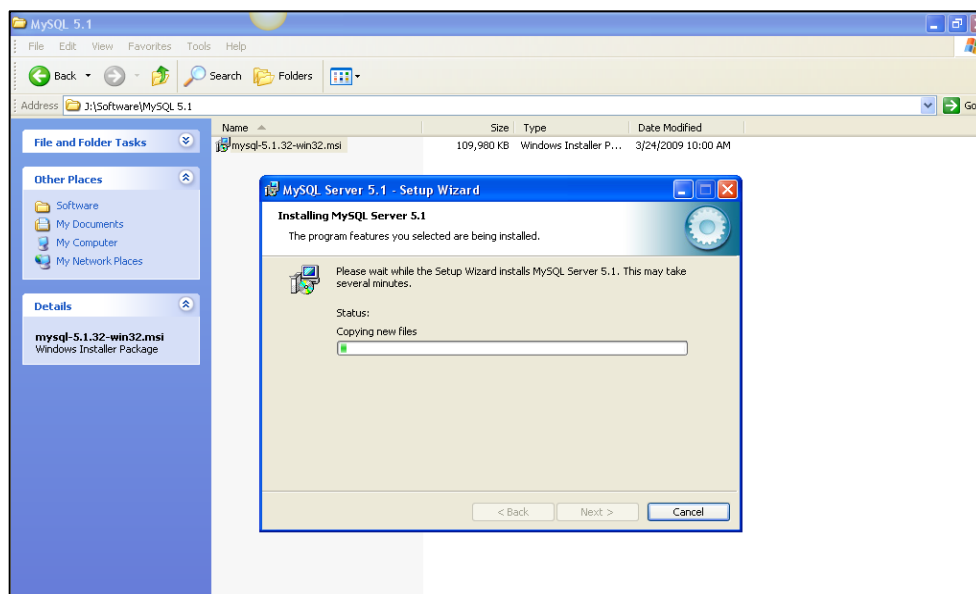 MySQL 5.1
File Edit View Favorites Tools Help
Back Search Folders
Address J:\Software\MySQL 5.1 Go
Name Size Type Date Modified
mysql-5.1.32-win32.msi 109,980 KB Windows Installer P... 3/24/2009 10:00 AM
File and Folder Tasks
Other Places
Software
My Documents
My Computer
My Network Places
Details
mysql-5.1.32-win32.msi
Windows Installer Package
MySQL Server 5.1 - Setup Wizard
Installing MySQL Server 5.1
The program features you selected are being installed.
Please wait while the Setup Wizard installs MySQL Server 5.1. This may take
several minutes.
Status:
Copying new files
< Back Next > Cancel